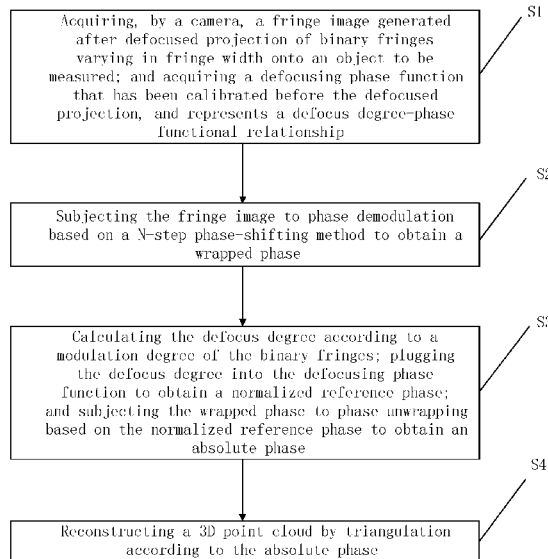 S1
Acquiring, by a camera, a fringe image generated
after defocused projection of binary fringes
varying in fringe width onto an object to be
measured; and acquiring a defocusing phase function
that has been calibrated before the defocused
projection, and represents a defocus degree-phase
functional relationship
S2
Subjecting the fringe image to phase demodulation
based on a N-step phase-shifting method to obtain a
wrapped phase
S3
Calculating the defocus degree according to a
modulation degree of the binary fringes; plugging
the defocus degree into the defocusing phase
function to obtain a normalized reference phase;
and subjecting the wrapped phase to phase unwrapping
based on the normalized reference phase to obtain an
absolute phase
S4
Reconstructing a 3D point cloud by triangulation
according to the absolute phase